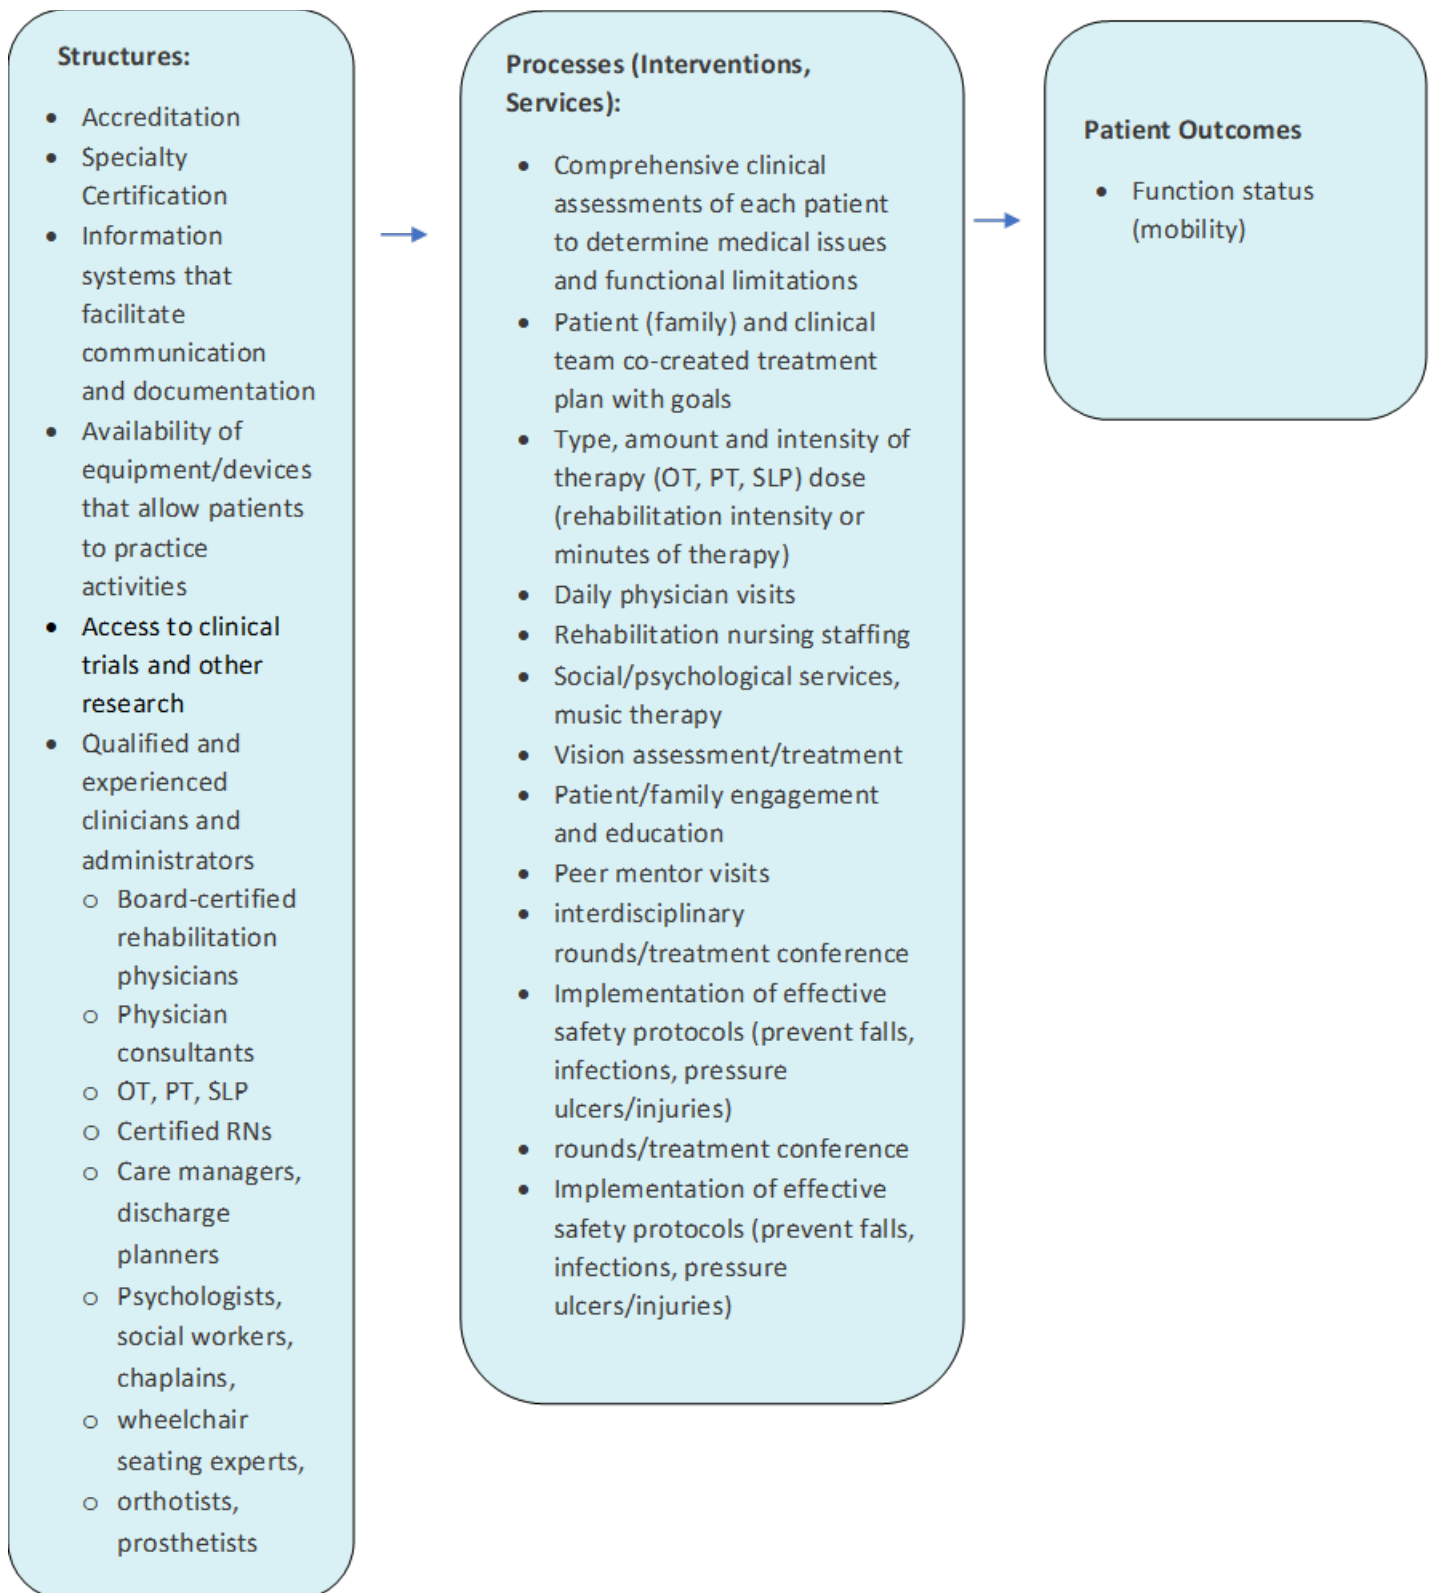 Structures:
• Accreditation
• Specialty
Certification
• Information
systems that
facilitate
communication
and documentation
• Availability of
equipment/devices
that allow patients
to practice
activities
• Access to clinical
trials and other
research
• Qualified and
experienced
clinicians and
administrators
o Board-certified
rehabilitation
physicians
o Physician
consultants
o OT, PT, SLP
o Certified RNs
o Care managers,
discharge
planners
o Psychologists,
social workers,
chaplains,
o wheelchair
seating experts,
o orthotists,
prosthetists
Processes (Interventions,
Services):
• Comprehensive clinical
assessments of each patient
to determine medical issues
and functional limitations
• Patient (family) and clinical
team co-created treatment
plan with goals
• Type, amount and intensity of
therapy (OT, PT, SLP) dose
(rehabilitation intensity or
minutes of therapy)
• Daily physician visits
• Rehabilitation nursing staffing
• Social/psychological services,
music therapy
• Vision assessment/treatment
• Patient/family engagement
and education
• Peer mentor visits
• interdisciplinary
rounds/treatment conference
• Implementation of effective
safety protocols (prevent falls,
infections, pressure
ulcers/injuries)
• rounds/treatment conference
• Implementation of effective
safety protocols (prevent falls,
infections, pressure
ulcers/injuries)
Patient Outcomes
• Function status
(mobility)